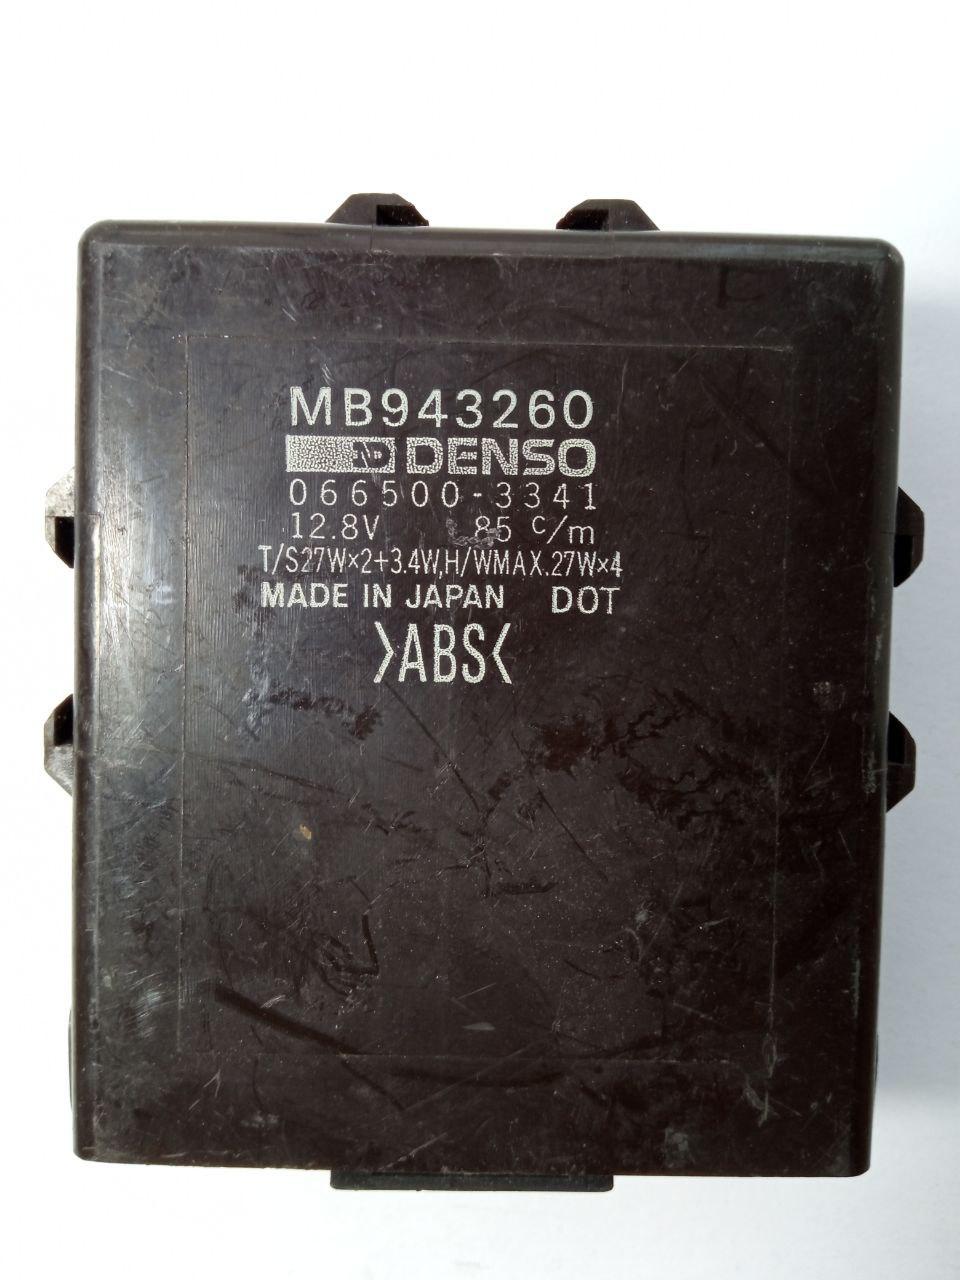 MB943260
ND DENSO
066500-3341
12.8V 85 c/m
T/S27W×2+3.4W,H/WMAX.27W×4
MADE IN JAPAN DOT
>ABS<